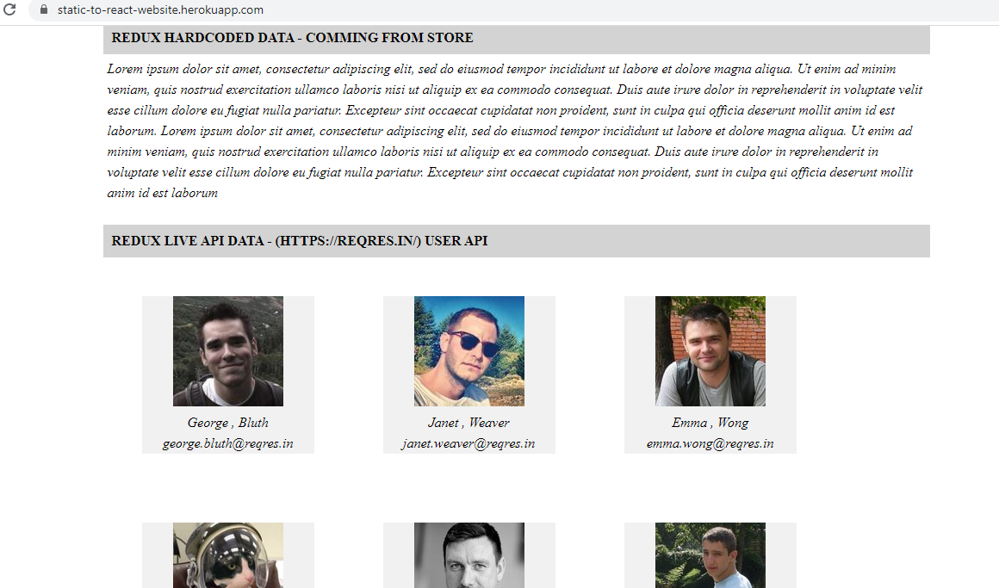 static-to-react-website.herokuapp.com
REDUX HARDCODED DATA - COMMING FROM STORE
Lorem ipsum dolor sit amet, consectetur adipiscing elit, sed do eiusmod tempor incididunt ut labore et dolore magna aliqua. Ut enim ad minim
veniam, quis nostrud exercitation ullamco laboris nisi ut aliquip ex ea commodo consequat. Duis aute irure dolor in reprehenderit in voluptate velit
esse cillum dolore eu fugiat nulla pariatur. Excepteur sint occaecat cupidatat non proident, sunt in culpa qui officia deserunt mollit anim id est
laborum. Lorem ipsum dolor sit amet, consectetur adipiscing elit, sed do eiusmod tempor incididunt ut labore et dolore magna aliqua. Ut enim ad
minim veniam, quis nostrud exercitation ullamco laboris nisi ut aliquip ex ea commodo consequat. Duis aute irure dolor in reprehenderit in
voluptate velit esse cillum dolore eu fugiat nulla pariatur. Excepteur sint occaecat cupidatat non proident, sunt in culpa qui officia deserunt mollit
anim id est laborum
REDUX LIVE API DATA - (HTTPS://REQRES.IN/) USER API
George , Bluth
george.bluth@reqres.in
Janet , Weaver
janet.weaver@reqres.in
Emma , Wong
emma.wong@reqres.in